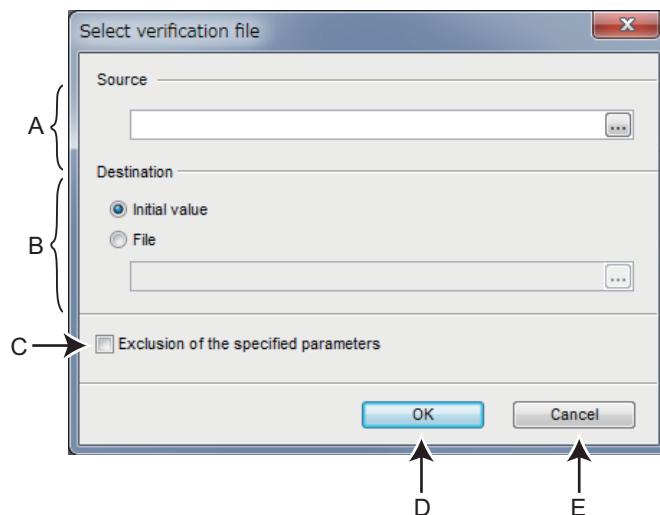 Select verification file
Source
A
...
Destination
B
Initial value
File
...
C
Exclusion of the specified parameters
OK
Cancel
D
E